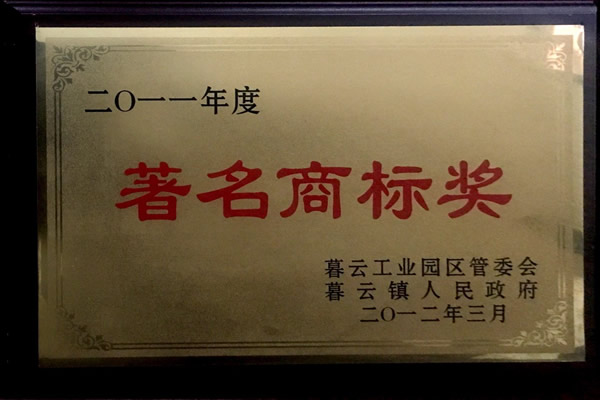 二〇一一年度
著名商标奖
暮云工业园区管委会
暮云镇人民政府
二〇一二年三月